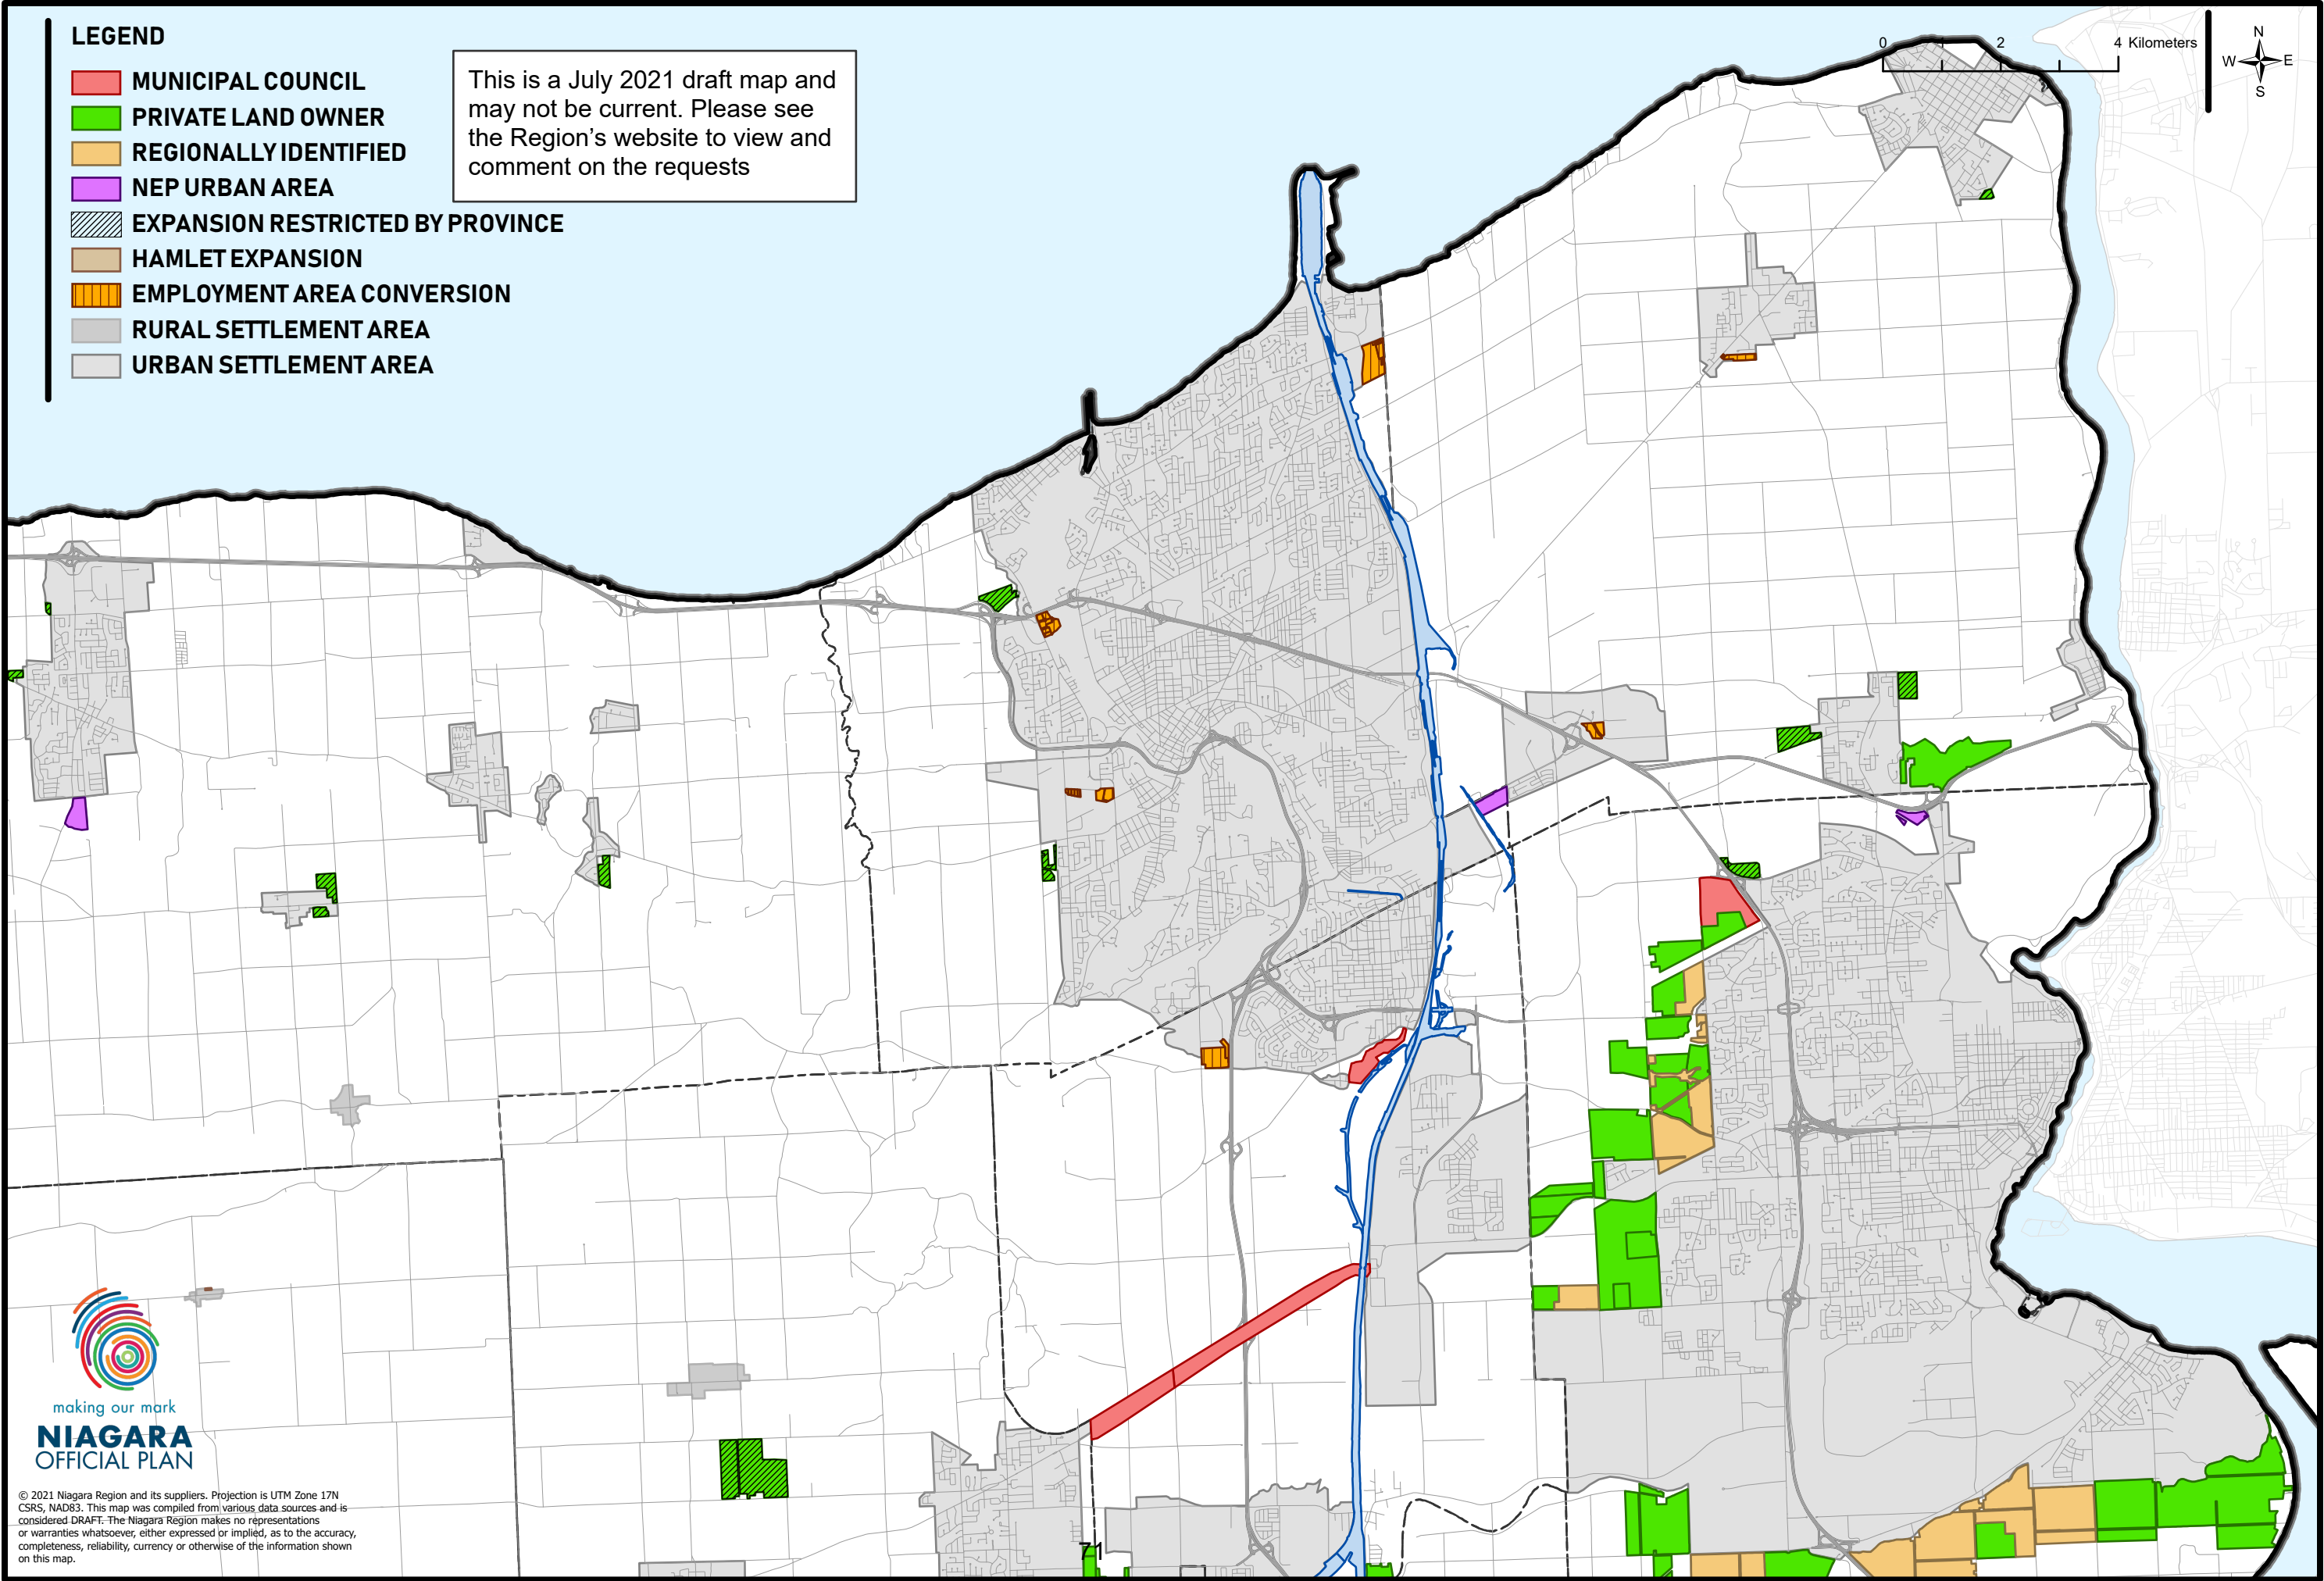 LEGEND
MUNICIPAL COUNCIL
PRIVATE LAND OWNER
REGIONALLY IDENTIFIED
NEP URBAN AREA
EXPANSION RESTRICTED BY PROVINCE
HAMLET EXPANSION
EMPLOYMENT AREA CONVERSION
RURAL SETTLEMENT AREA
URBAN SETTLEMENT AREA
This is a July 2021 draft map and
may not be current. Please see
the Region's website to view and
comment on the requests
0 2 4 Kilometers
N
W E
S
making our mark
NIAGARA
OFFICIAL PLAN
© 2021 Niagara Region and its suppliers. Projection is UTM Zone 17N
CSRS, NAD83. This map was compiled from various data sources and is
considered DRAFT. The Niagara Region makes no representations
or warranties whatsoever, either expressed or implied, as to the accuracy,
completeness, reliability, currency or otherwise of the information shown
on this map.
71